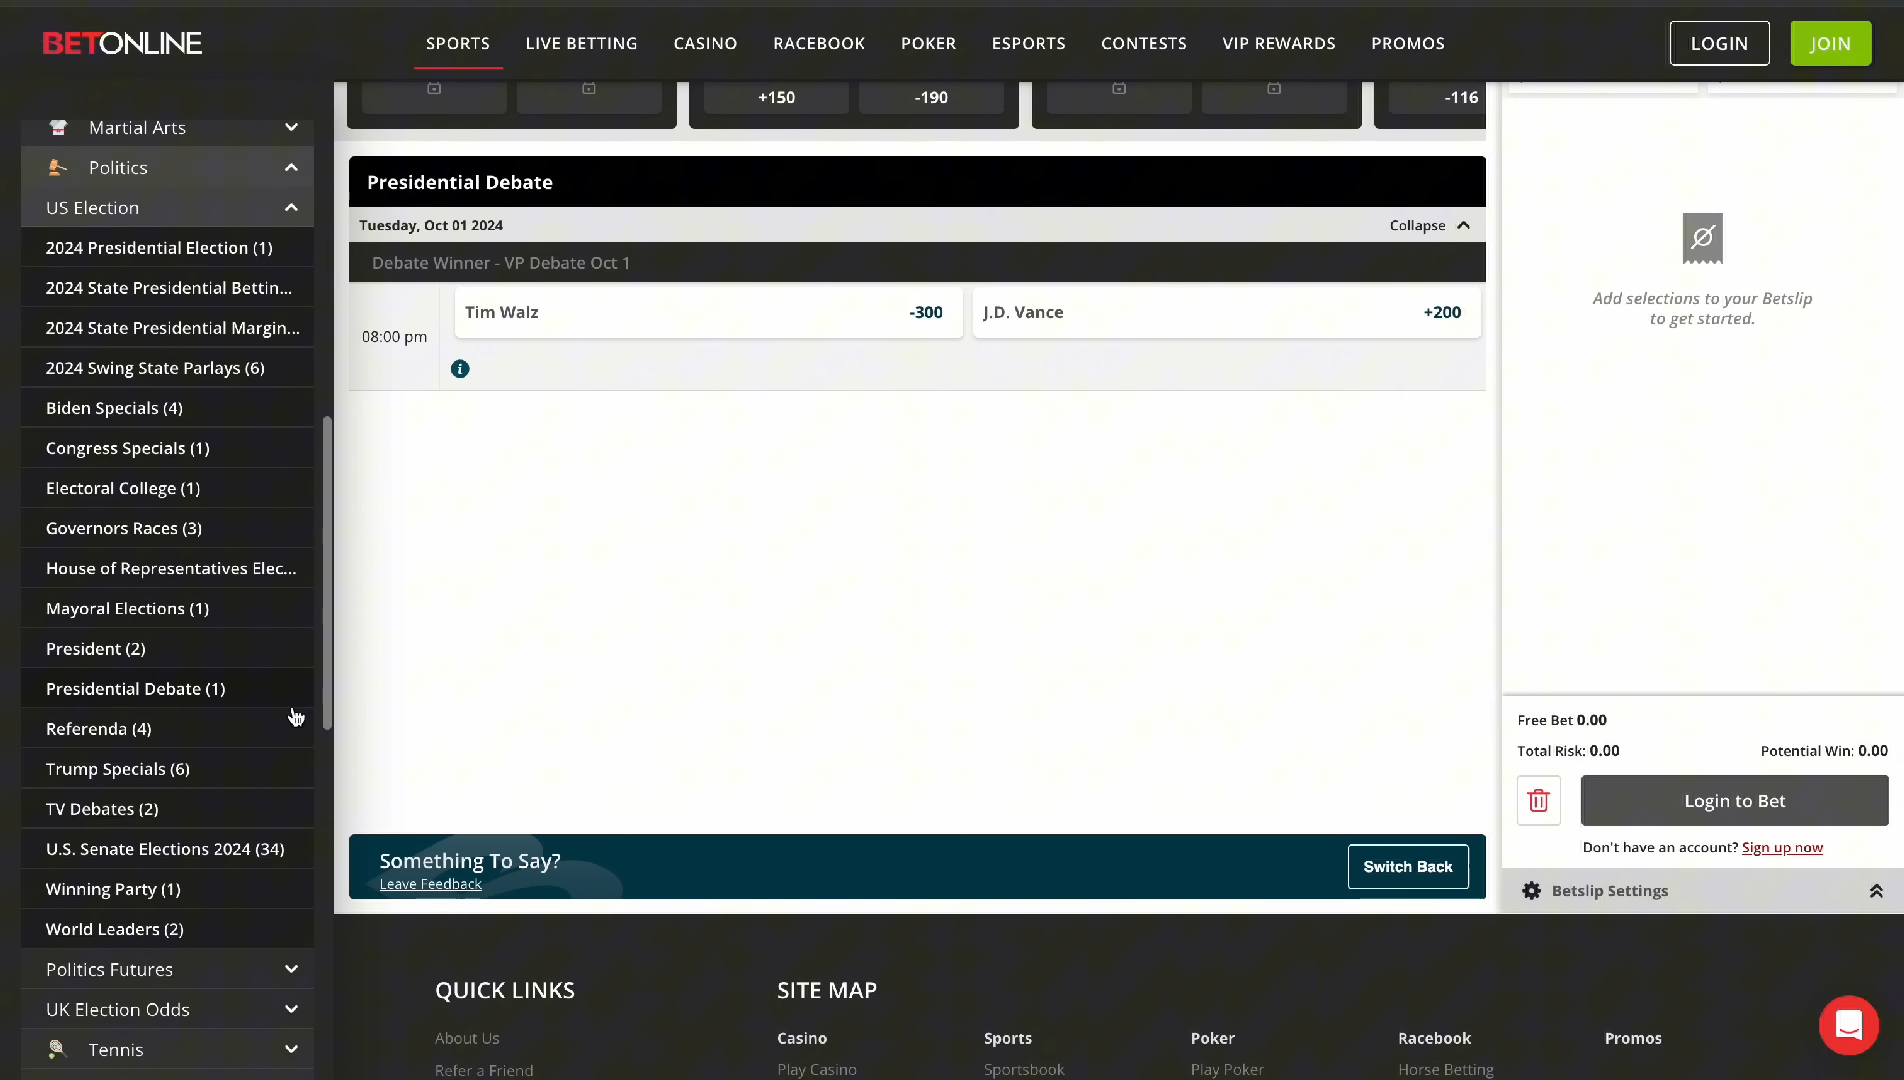 BETONLINE
SPORTS
LIVE BETTING
CASINO
RACEBOOK
POKER
ESPORTS
CONTESTS
VIP REWARDS
PROMOS
LOGIN
JOIN
Martial Arts
Politics
US Election
2024 Presidential Election (1)
2024 State Presidential Bettin...
2024 State Presidential Margin...
2024 Swing State Parlays (6)
Biden Specials (4)
Congress Specials (1)
Electoral College (1)
Governors Races (3)
House of Representatives Elec...
Mayoral Elections (1)
President (2)
Presidential Debate (1)
Referenda (4)
Trump Specials (6)
TV Debates (2)
U.S. Senate Elections 2024 (34)
Winning Party (1)
World Leaders (2)
Politics Futures
UK Election Odds
Tennis
+150
-190
-116
Presidential Debate
Tuesday, Oct 01 2024
Collapse
Debate Winner - VP Debate Oct 1
08:00 pm
Tim Walz
-300
J.D. Vance
+200
Something To Say?
Leave Feedback
Switch Back
Add selections to your Betslip
to get started.
Free Bet 0.00
Total Risk: 0.00
Potential Win: 0.00
Login to Bet
Don't have an account? Sign up now
Betslip Settings
QUICK LINKS
About Us
Refer a Friend
SITE MAP
Casino
Play Casino
Sports
Sportsbook
Poker
Play Poker
Racebook
Horse Betting
Promos